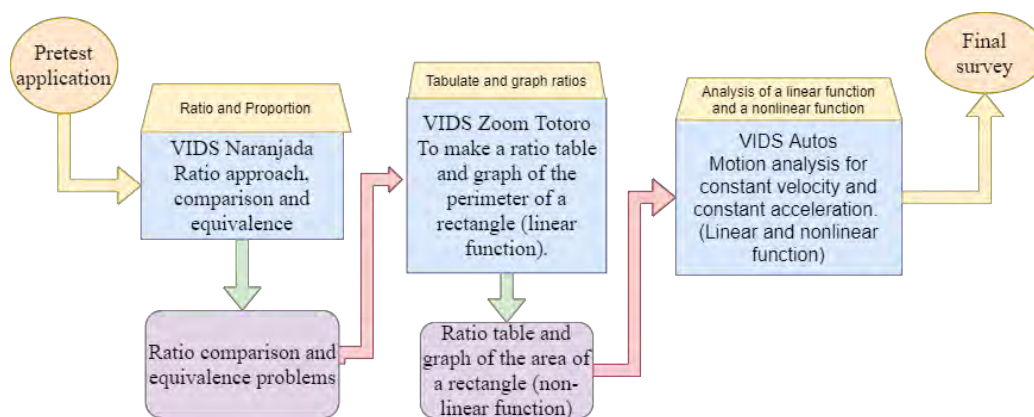 Pretest
application
Ratio and Proportion
VIDS Naranjada
Ratio approach,
comparison and
equivalence
Ratio comparison and
equivalence problems
Tabulate and graph ratios
VIDS Zoom Totoro
To make a ratio table
and graph of the
perimeter of a
rectangle (linear
function).
Ratio table and
graph of the area of
a rectangle (non-
linear function)
Analysis of a linear function
and a nonlinear function
VIDS Autos
Motion analysis for
constant velocity and
constant acceleration.
(Linear and nonlinear
function)
Final
survey